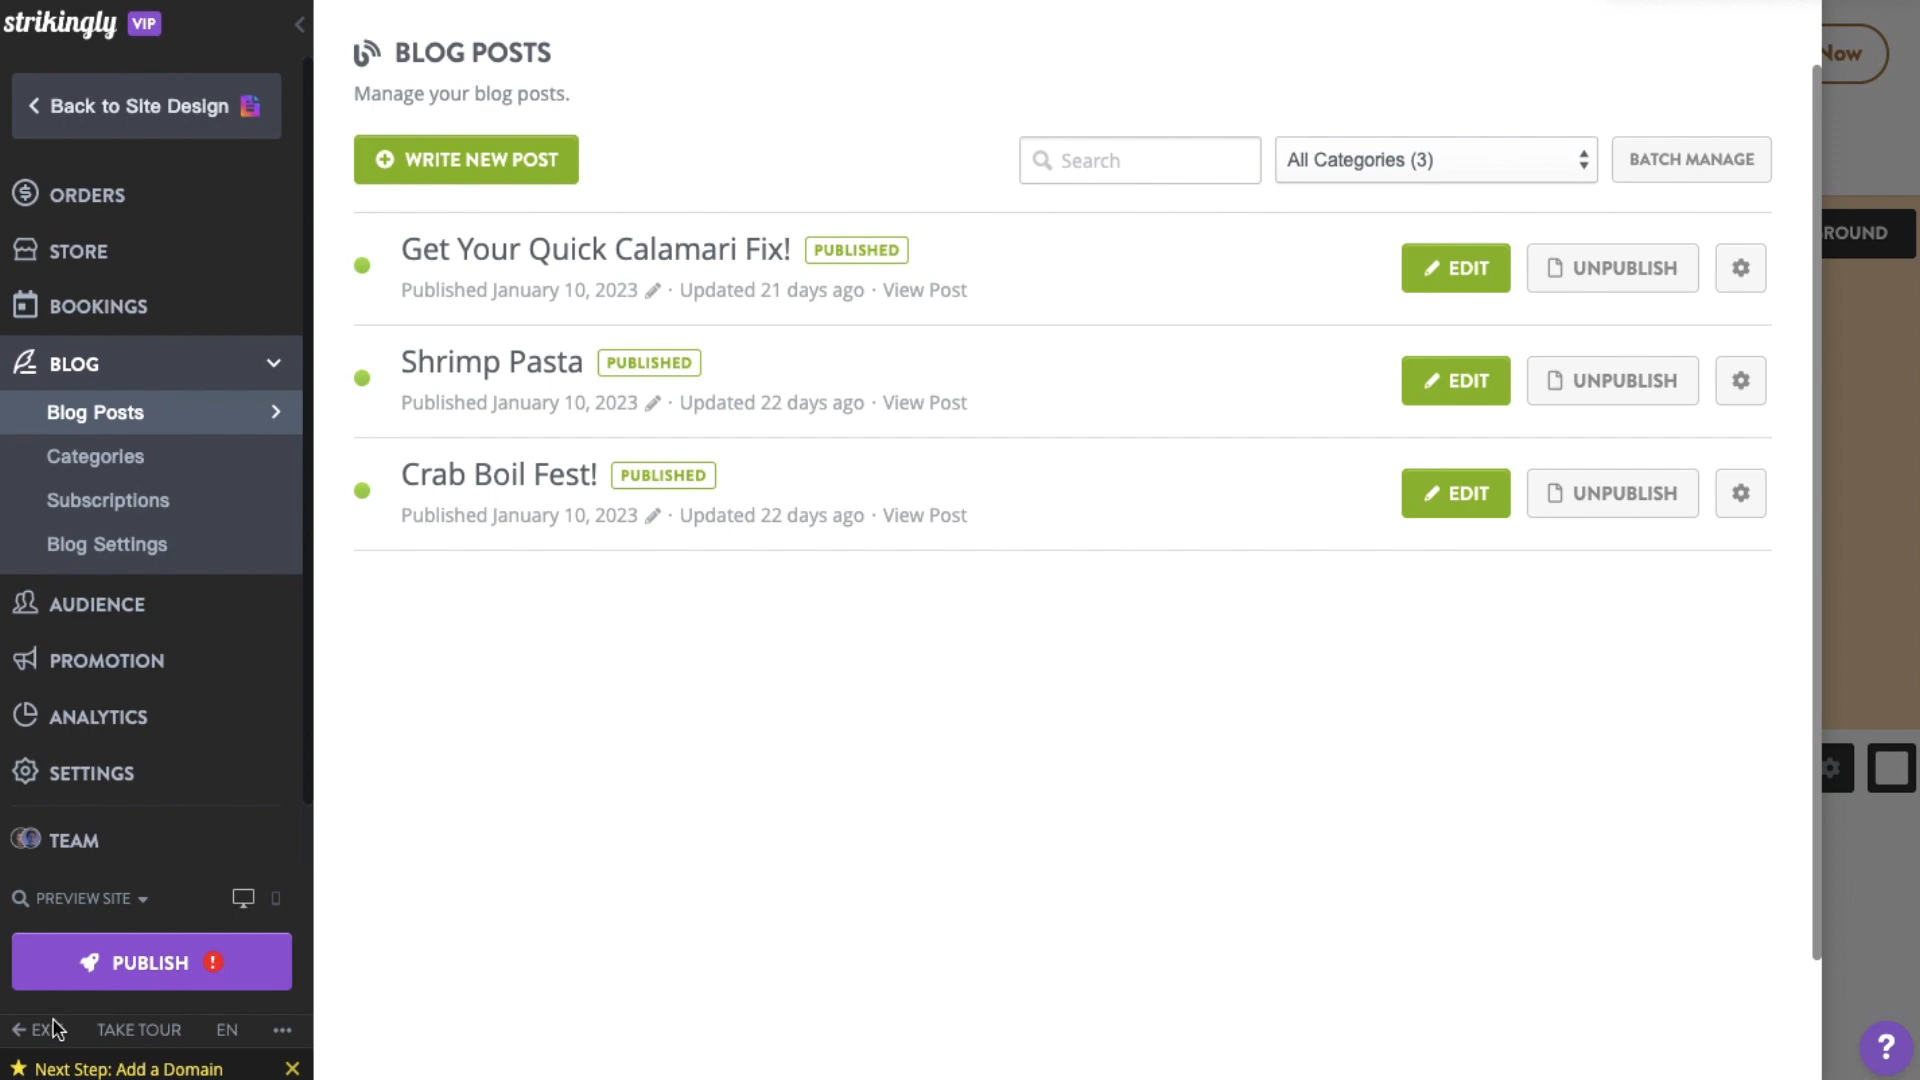 strikingly VIP
Back to Site Design
ORDERS
STORE
BOOKINGS
BLOG
Blog Posts
Categories
Subscriptions
Blog Settings
AUDIENCE
PROMOTION
ANALYTICS
SETTINGS
TEAM
PREVIEW SITE
PUBLISH !
TAKE TOUR EN •••
Next Step: Add a Domain
BLOG POSTS
Manage your blog posts.
WRITE NEW POST
Search
All Categories (3)
BATCH MANAGE
Get Your Quick Calamari Fix! PUBLISHED
Published January 10, 2023 · Updated 21 days ago · View Post
EDIT UNPUBLISH
Shrimp Pasta PUBLISHED
Published January 10, 2023 · Updated 22 days ago · View Post
EDIT UNPUBLISH
Crab Boil Fest! PUBLISHED
Published January 10, 2023 · Updated 22 days ago · View Post
EDIT UNPUBLISH
Now
ROUND
?